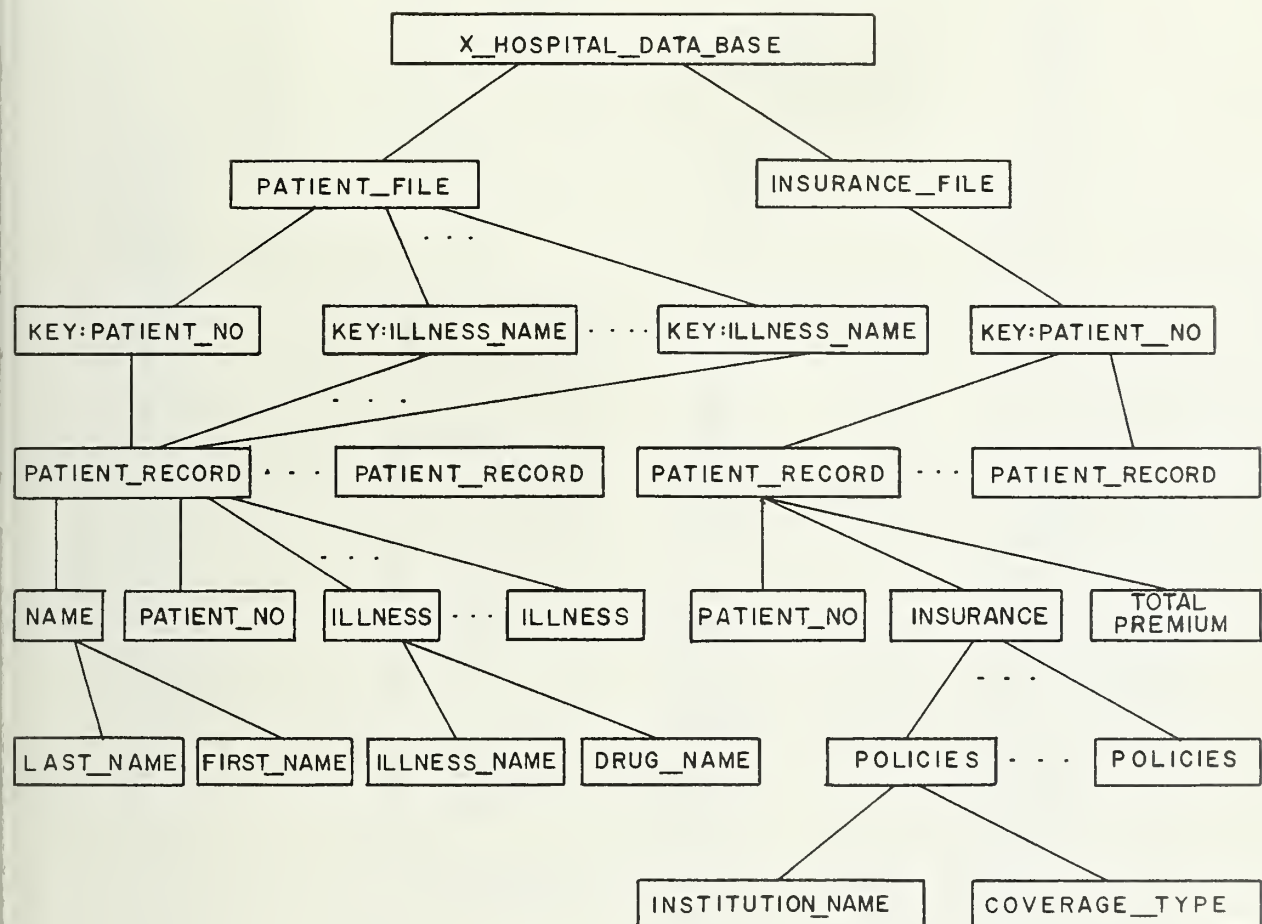 X_HOSPITAL_DATA_BASE
PATIENT_FILE
INSURANCE_FILE
. . .
KEY:PATIENT_NO
KEY:ILLNESS_NAME
. . . .
KEY:ILLNESS_NAME
KEY:PATIENT_NO
. . .
PATIENT_RECORD
. . .
PATIENT_RECORD
PATIENT_RECORD
. . .
PATIENT_RECORD
. . .
NAME
PATIENT_NO
ILLNESS
. . .
ILLNESS
PATIENT_NO
INSURANCE
TOTAL
PREMIUM
. . .
LAST_NAME
FIRST_NAME
ILLNESS_NAME
DRUG_NAME
POLICIES
. . .
POLICIES
INSTITUTION_NAME
COVERAGE_TYPE